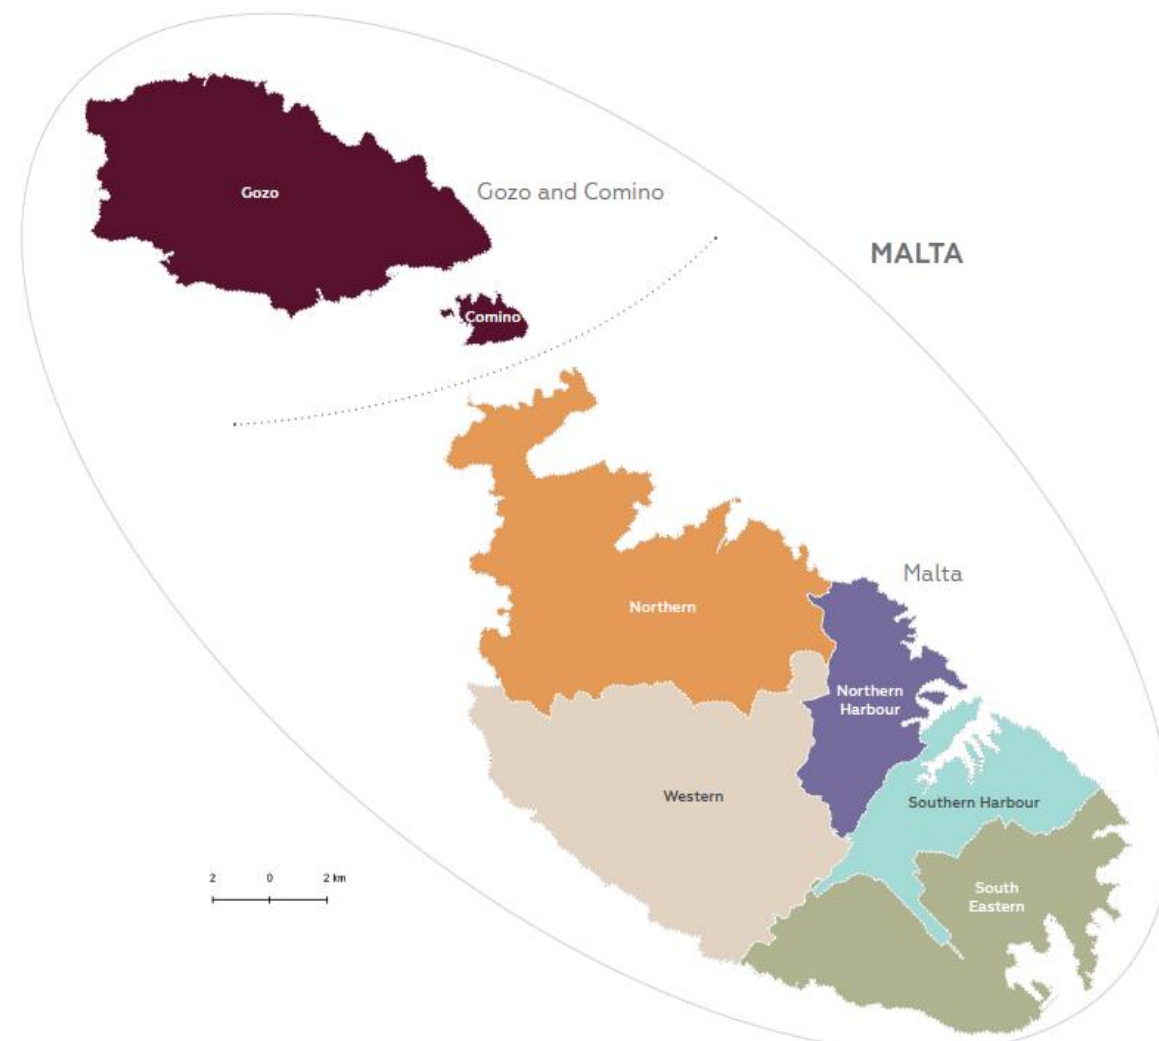 Gozo
Gozo and Comino
MALTA
Comino
Malta
Northern
Northern
Harbour
Western
Southern Harbour
2 0 2 km
South
Eastern